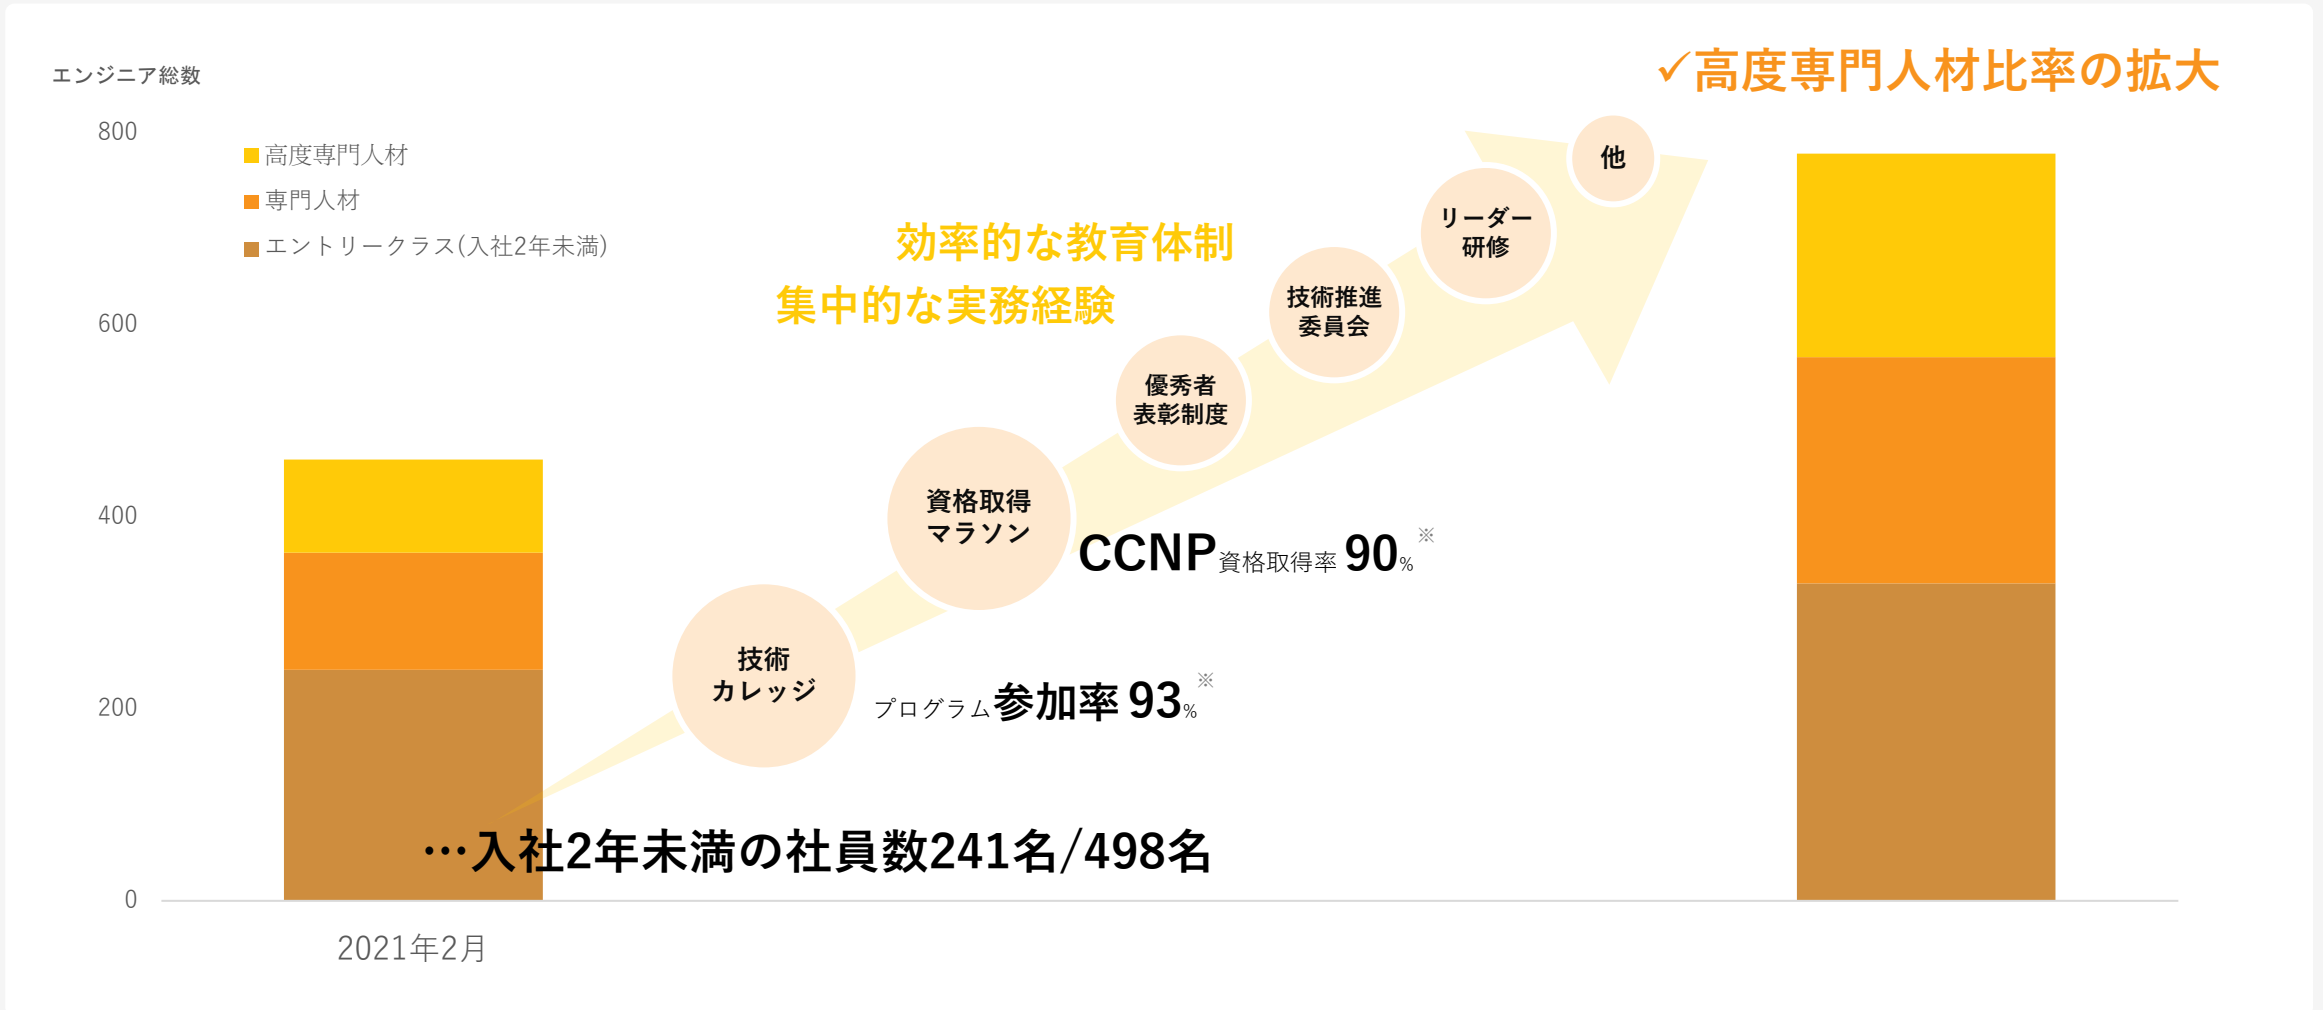 エンジニア総数
✓高度専門人材比率の拡大
800
600
400
200
0
高度専門人材
専門人材
エントリークラス(入社2年未満)
効率的な教育体制
集中的な実務経験
他
リーダー
研修
技術推進
委員会
優秀者
表彰制度
資格取得
マラソン
CCNP資格取得率 90%※
技術
カレッジ
プログラム参加率 93%※
…入社2年未満の社員数241名/498名
2021年2月